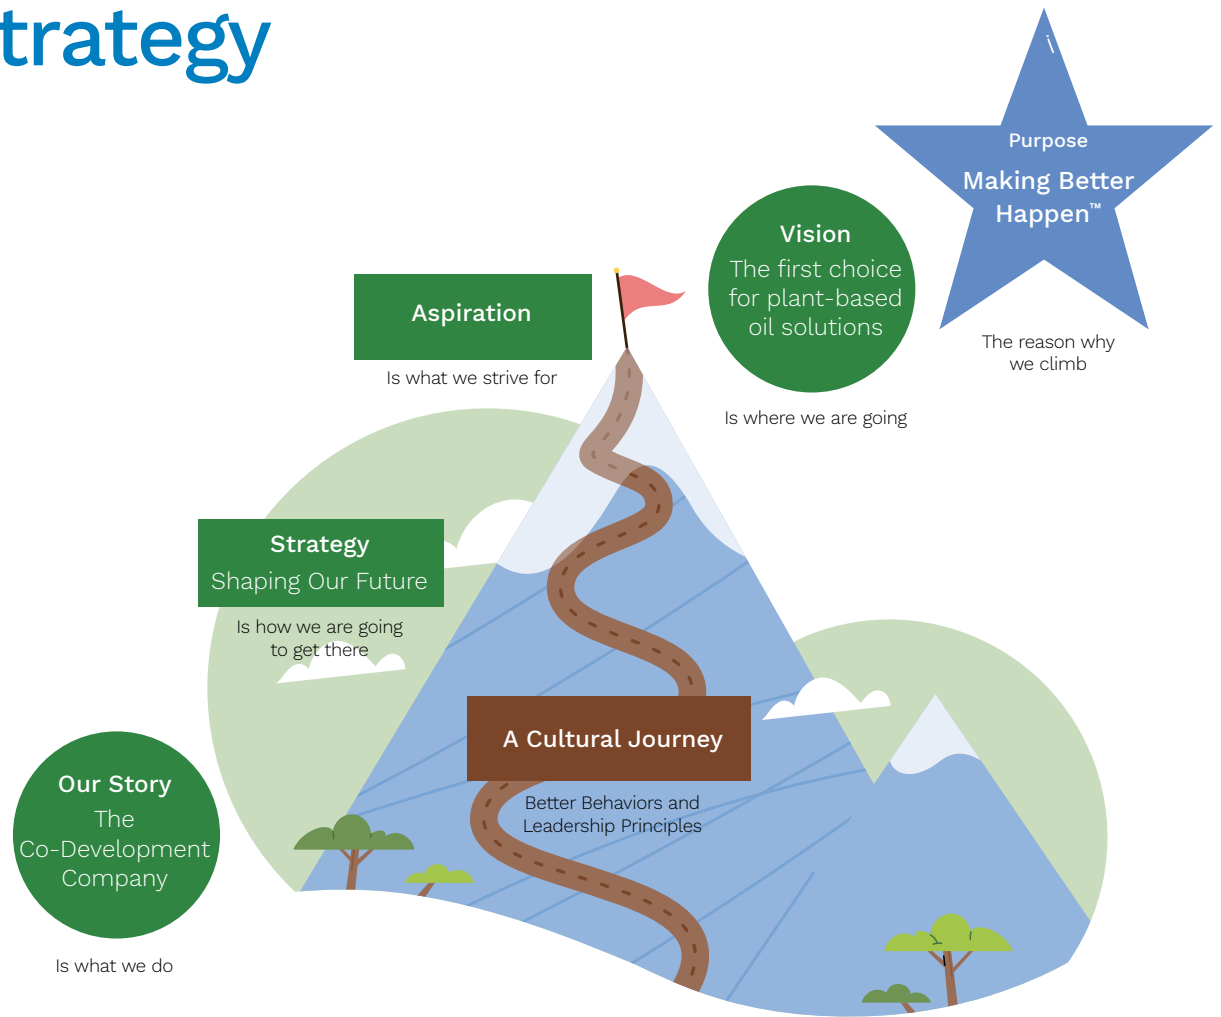 trategy
Purpose
Making Better
Happen™
The reason why
we climb
Vision
The first choice
for plant-based
oil solutions
Is where we are going
Aspiration
Is what we strive for
Strategy
Shaping Our Future
Is how we are going
to get there
A Cultural Journey
Better Behaviors and
Leadership Principles
Our Story
The
Co-Development
Company
Is what we do